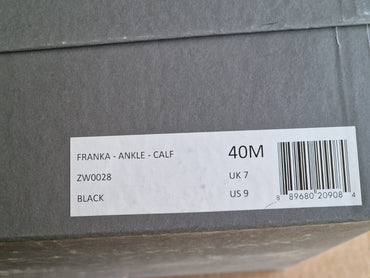 FRANKA - ANKLE - CALF 40M
ZW0028 UK 7
BLACK US 9
8 89680 20908 4